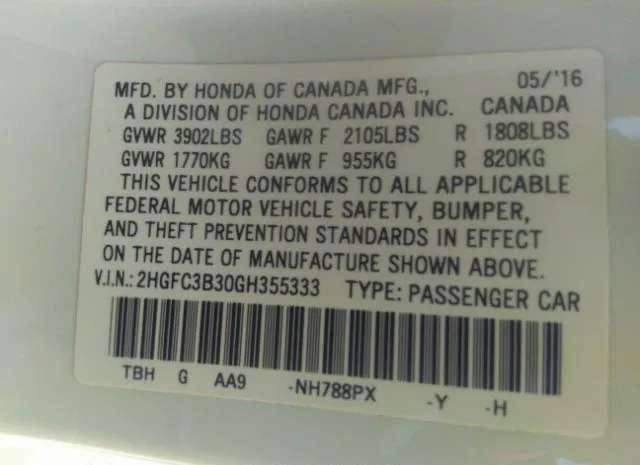 MFD. BY HONDA OF CANADA MFG., 05/'16
A DIVISION OF HONDA CANADA INC. CANADA
GVWR 3902LBS GAWR F 2105LBS R 1808LBS
GVWR 1770KG GAWR F 955KG R 820KG
THIS VEHICLE CONFORMS TO ALL APPLICABLE
FEDERAL MOTOR VEHICLE SAFETY, BUMPER,
AND THEFT PREVENTION STANDARDS IN EFFECT
ON THE DATE OF MANUFACTURE SHOWN ABOVE.
V.I.N.: 2HGFC3B30GH355333 TYPE: PASSENGER CAR
TBH G AA9 -NH788PX -Y -H